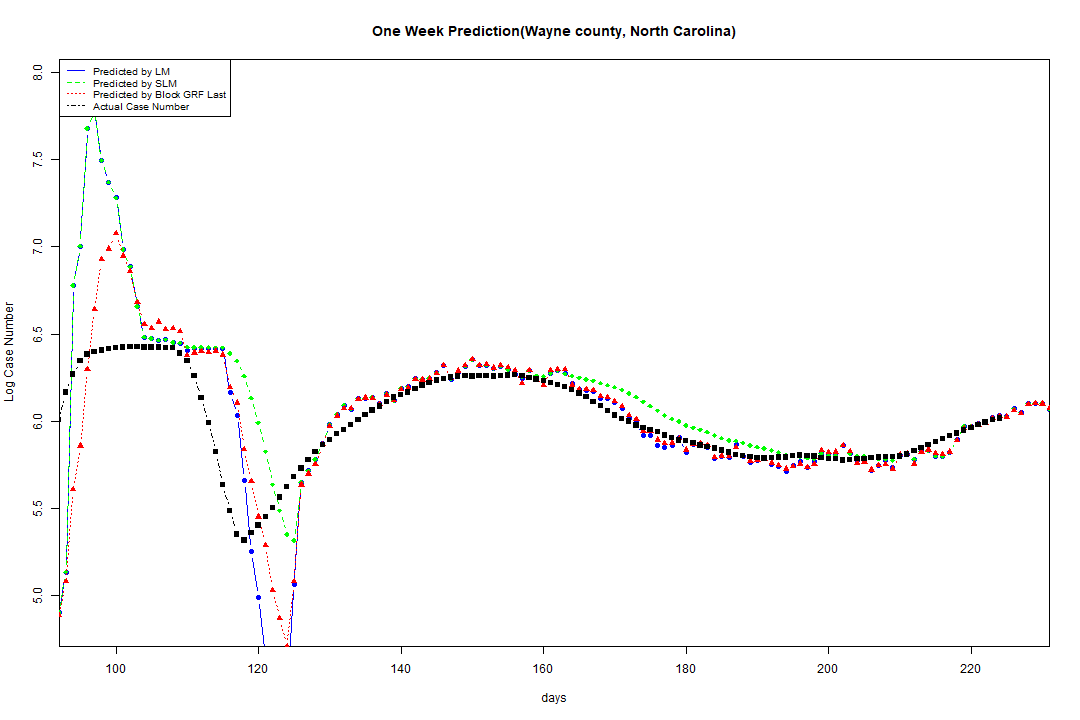 One Week Prediction(Wayne county, North Carolina)
Predicted by LM
Predicted by SLM
Predicted by Block GRF Last
Actual Case Number
8.0
7.5
7.0
6.5
6.0
5.5
5.0
Log Case Number
100 120 140 160 180 200 220
days